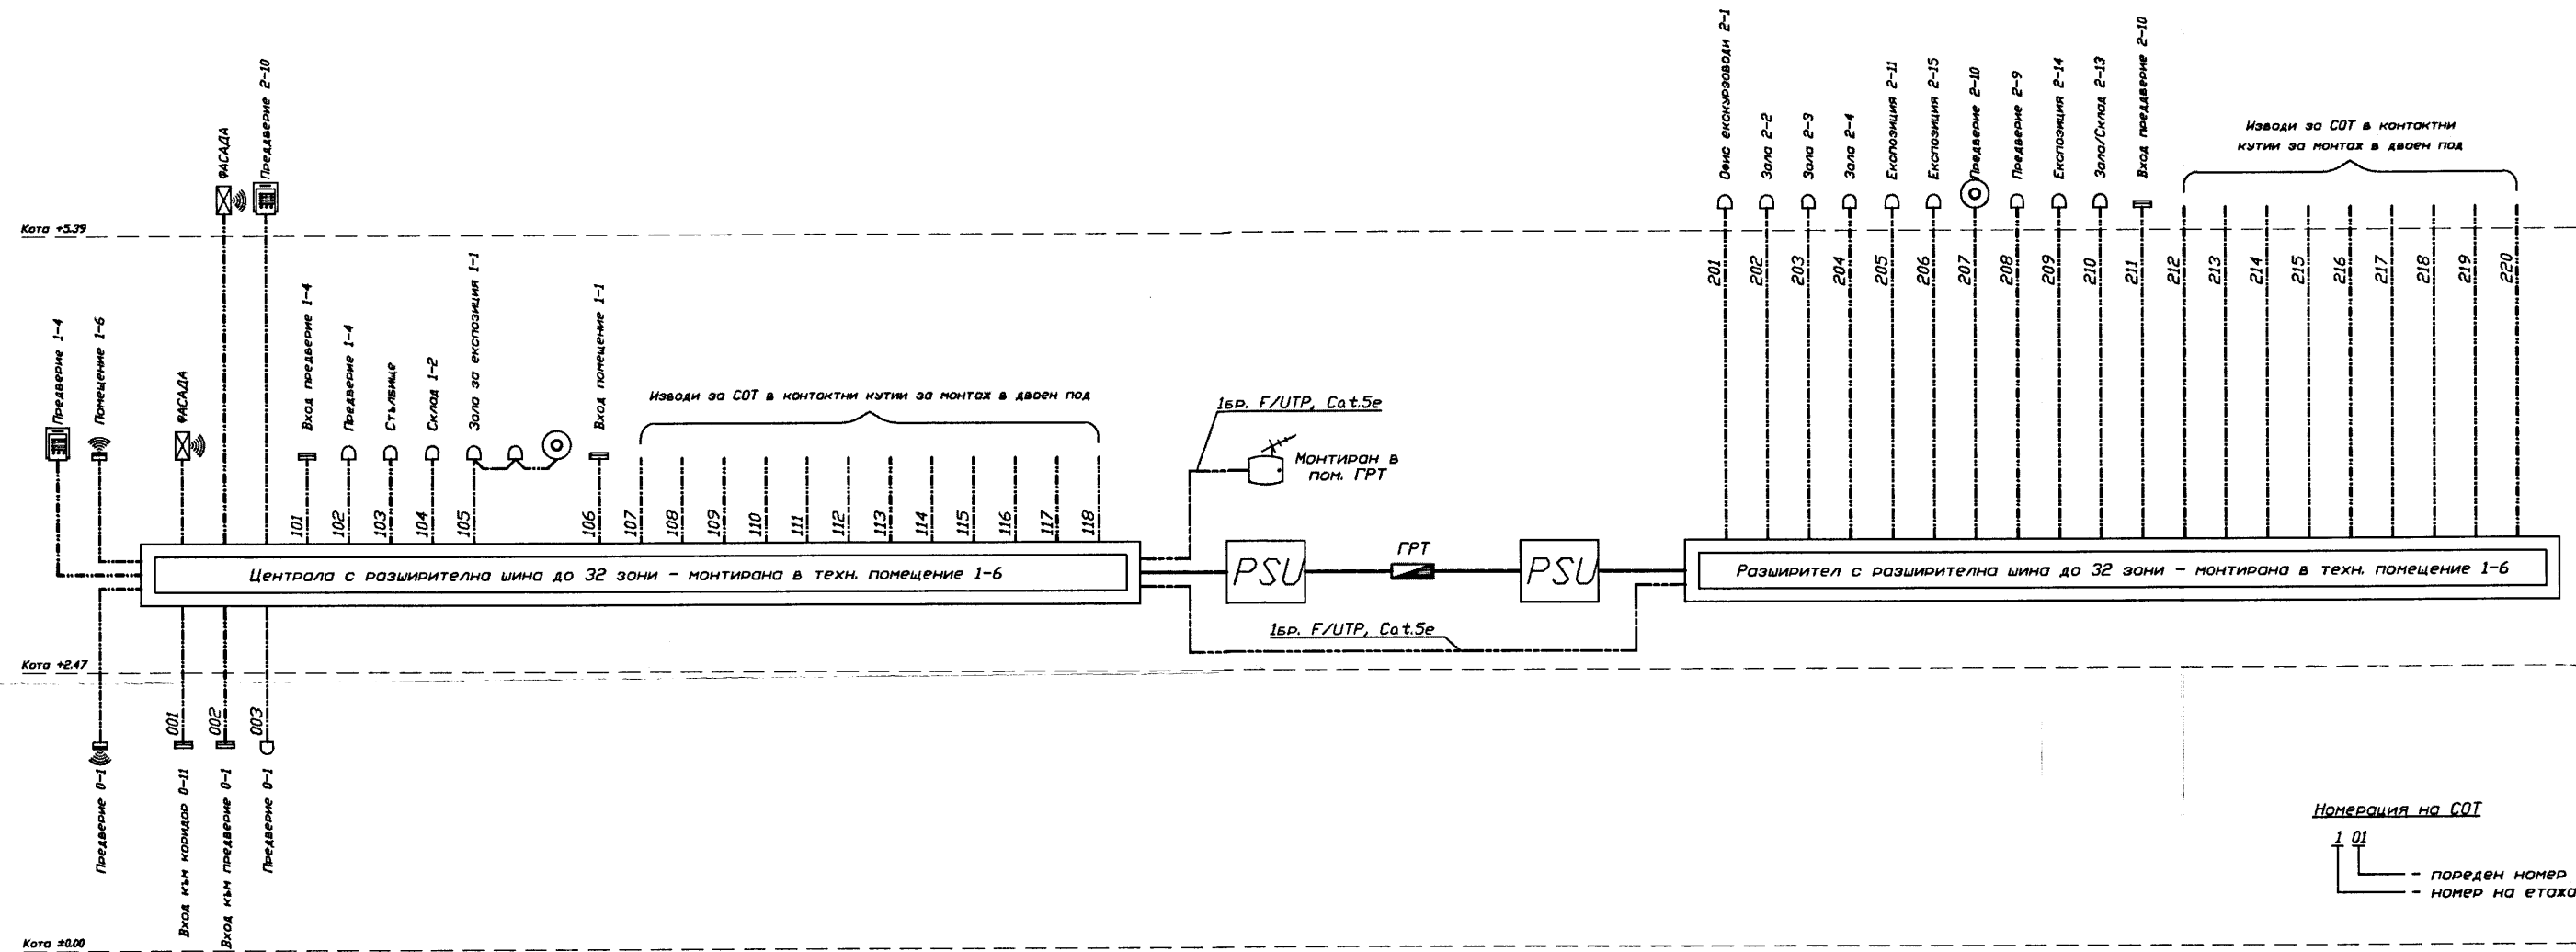 Кота +5.39
Кота +2.47
Кота ±0.00
Предверие 1-4
Помещение 1-6
ФАСАДА
ФАСАДА
Преддверие 2-10
Вход предверие 1-4
Предверие 1-4
Стълбище
Склад 1-2
Зала за експозиция 1-1
Вход помещение 1-1
101
102
103
104
105
106
107
108
109
110
111
112
113
114
115
116
117
118
Изводи за СОТ в контактни кутии за монтаж в двоен под
Централа с разширителна шина до 32 зони - монтирана в техн. помещение 1-6
001
002
003
Предверие 0-1
Вход към коридор 0-11
Вход към предверие 0-1
Предверие 0-1
1бр. F/UTP, Cat.5e
Монтиран в
пом. ГРТ
PSU
ГРТ
PSU
1бр. F/UTP, Cat.5e
Офис екскурзоводи 2-1
Зала 2-2
Зала 2-3
Зала 2-4
Експозиция 2-11
Експозиция 2-15
Предверие 2-10
Предверие 2-9
Експозиция 2-14
Зала/Склад 2-13
Вход преддверие 2-10
Изводи за СОТ в контактни
кутии за монтаж в двоен под
201
202
203
204
205
206
207
208
209
210
211
212
213
214
215
216
217
218
219
220
Разширител с разширителна шина до 32 зони - монтирана в техн. помещение 1-6
Номерация на СОТ
1 01
- пореден номер
- номер на етажа